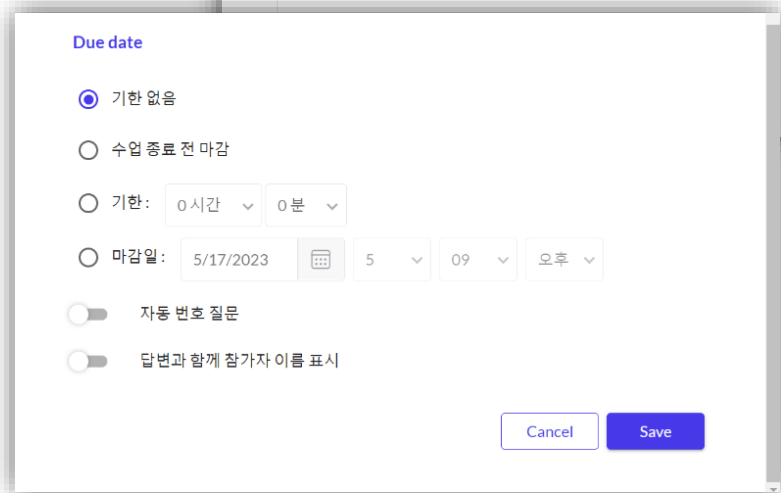 Due date
기한 없음
수업 종료 전 마감
기한: 0 시간 0 분
마감일: 5/17/2023 5 09 오후
자동 번호 질문
답변과 함께 참가자 이름 표시
Cancel Save